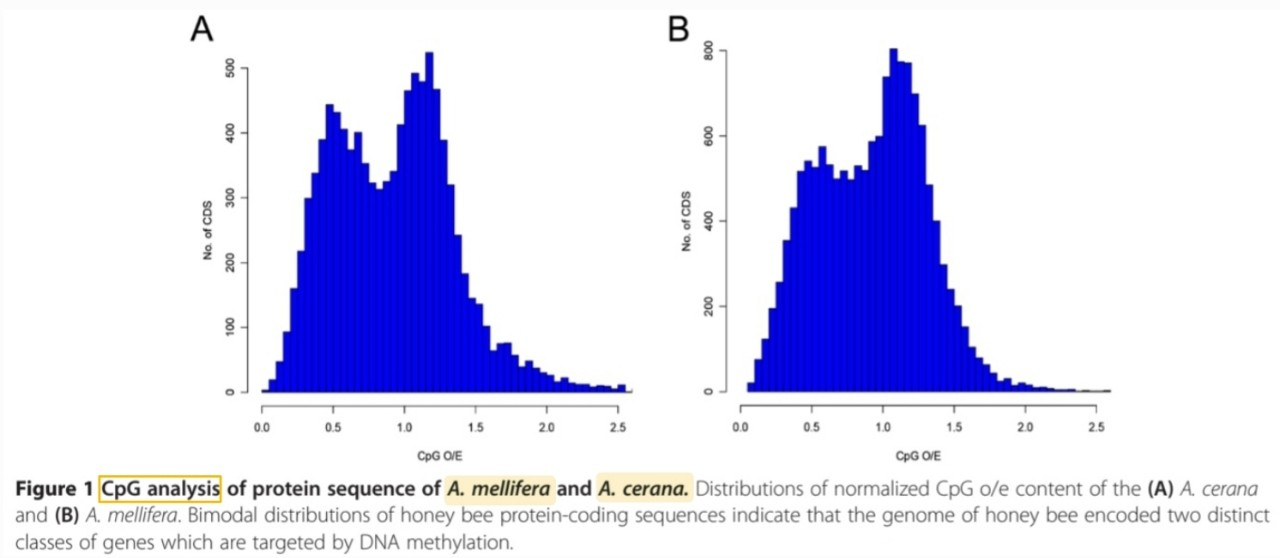 A
B
500
400
300
200
100
0
No. of CDS
0.0 0.5 1.0 1.5 2.0 2.5
CpG O/E
800
600
400
200
0
No. of CDS
0.0 0.5 1.0 1.5 2.0 2.5
CpG O/E
Figure 1 CpG analysis of protein sequence of A. mellifera and A. cerana. Distributions of normalized CpG o/e content of the (A) A. cerana
and (B) A. mellifera. Bimodal distributions of honey bee protein-coding sequences indicate that the genome of honey bee encoded two distinct
classes of genes which are targeted by DNA methylation.